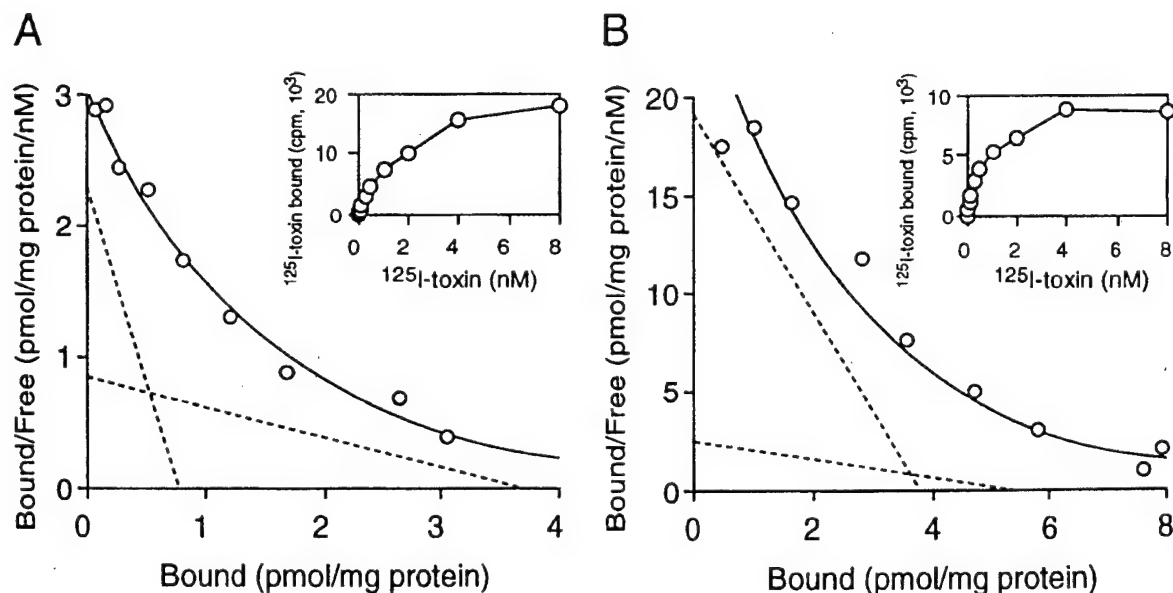 A
Bound/Free (pmol/mg protein/nM)
3
2
1
0
0 1 2 3 4
Bound (pmol/mg protein)
¹²⁵I-toxin bound (cpm, 10³)
20
10
0
0 2 4 6 8
¹²⁵I-toxin (nM)
B
Bound/Free (pmol/mg protein/nM)
20
15
10
5
0
0 2 4 6 8
Bound (pmol/mg protein)
¹²⁵I-toxin bound (cpm, 10³)
10
5
0
0 2 4 6 8
¹²⁵I-toxin (nM)